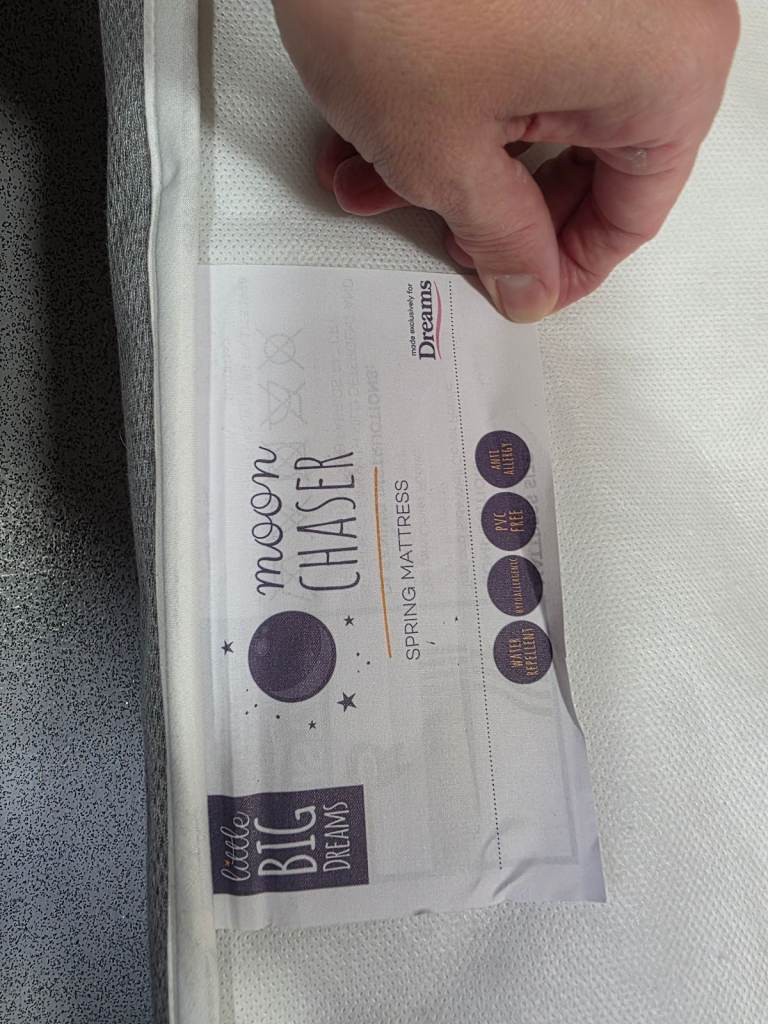 little
BIG
DREAMS
moon
CHASER
SPRING MATTRESS
made exclusively for
Dreams
WATER
REPELLENT
HYPOALLERGENIC
PVC
FREE
ANTI
ALLERGY